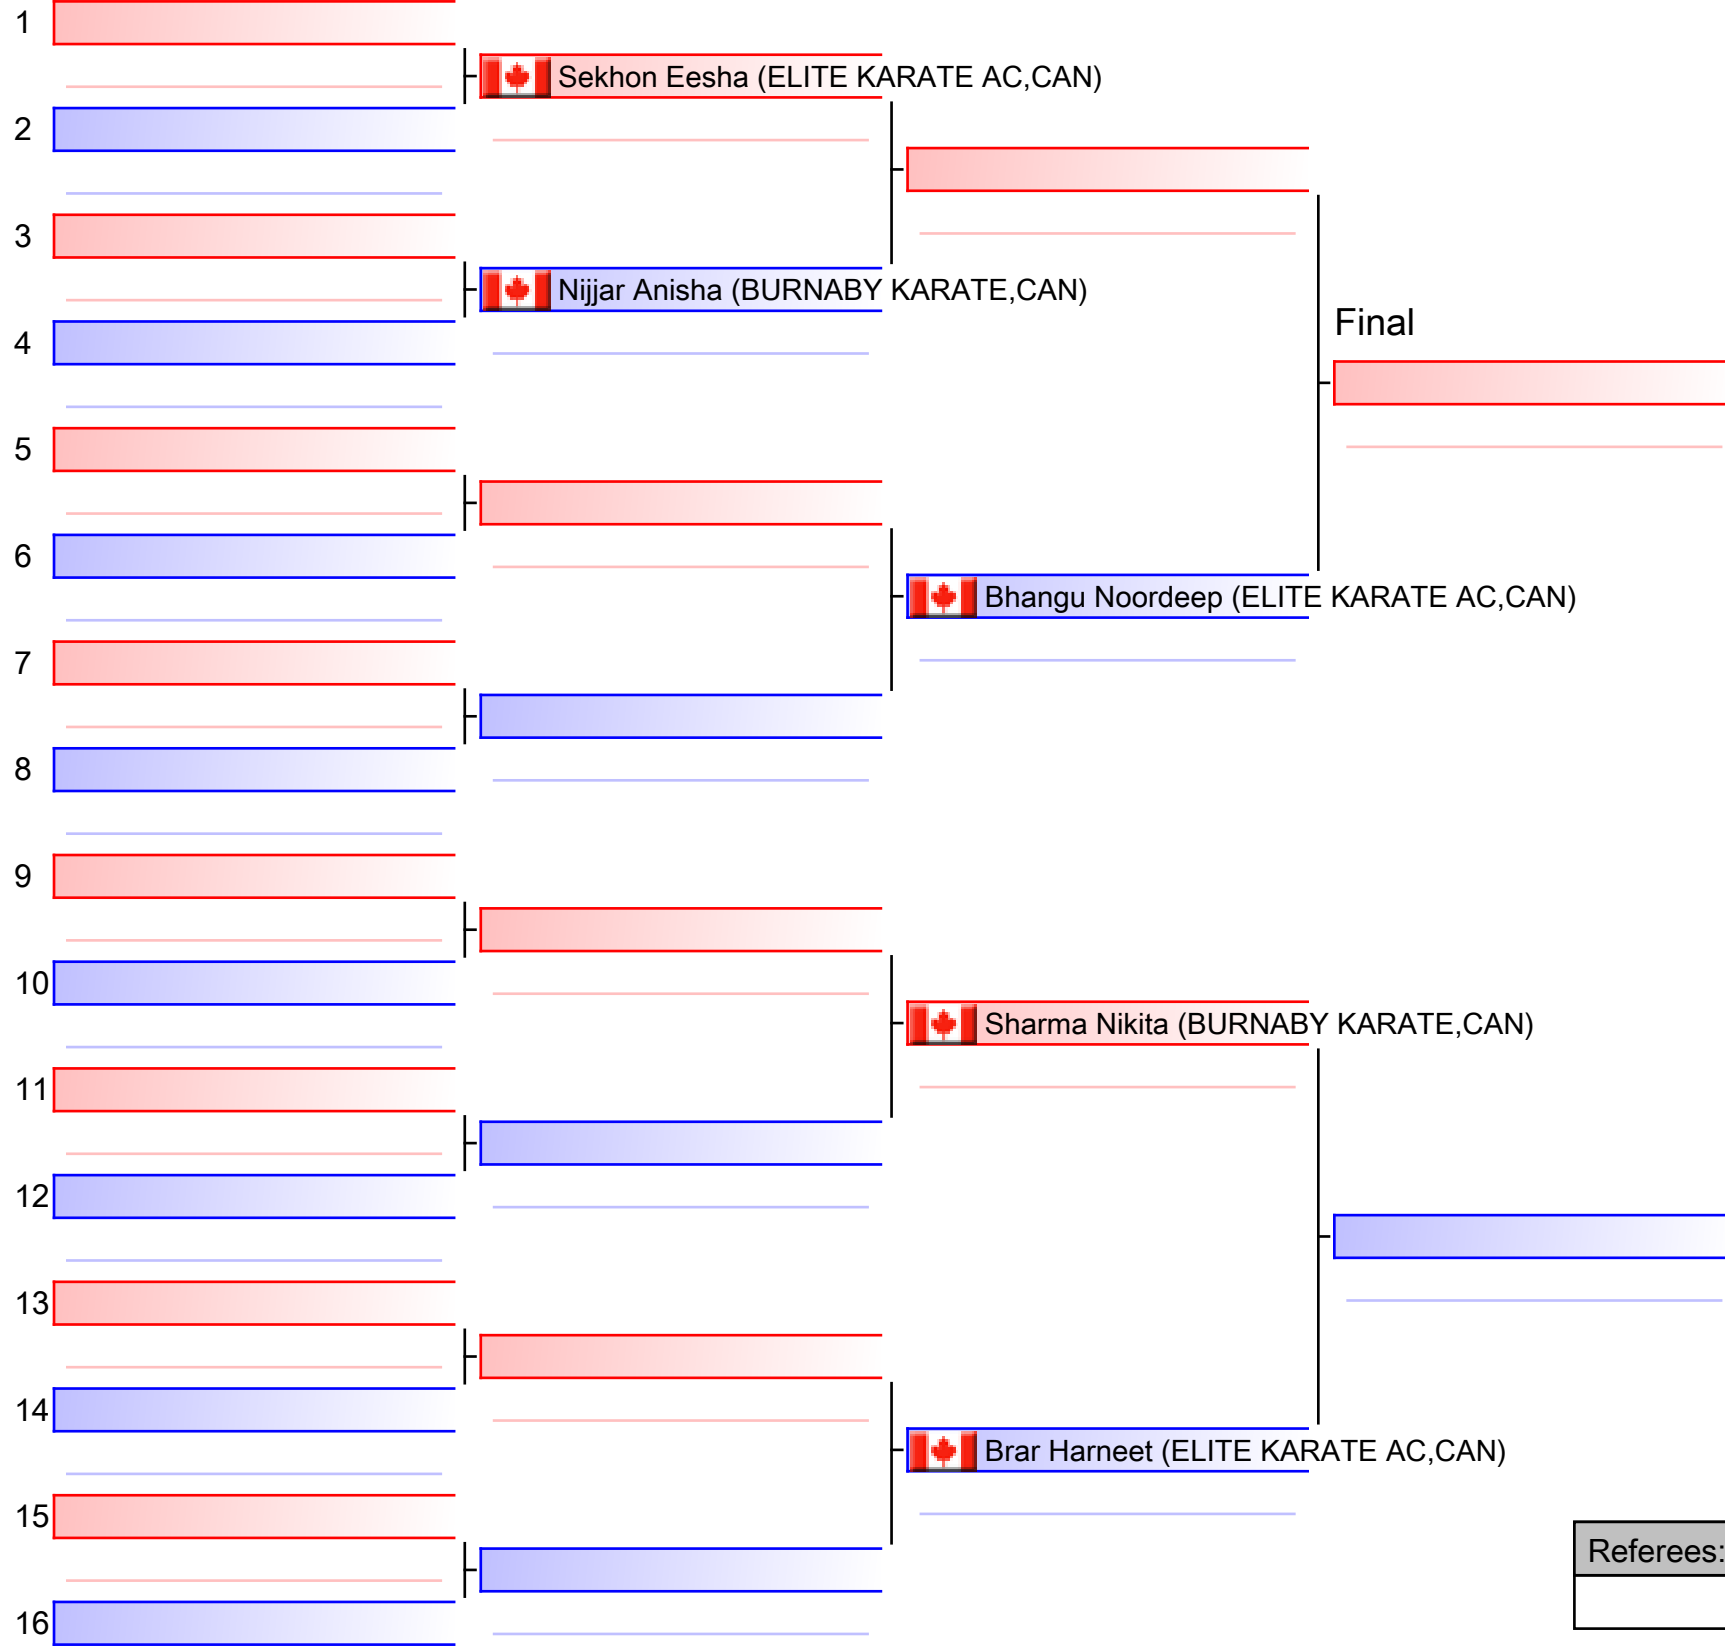 1
Sekhon Eesha (ELITE KARATE AC,CAN)
2
3
Nijjar Anisha (BURNABY KARATE,CAN)
4
Final
5
6
Bhangu Noordeep (ELITE KARATE AC,CAN)
7
8
9
10
Sharma Nikita (BURNABY KARATE,CAN)
11
12
13
14
Brar Harneet (ELITE KARATE AC,CAN)
15
Referees:
16